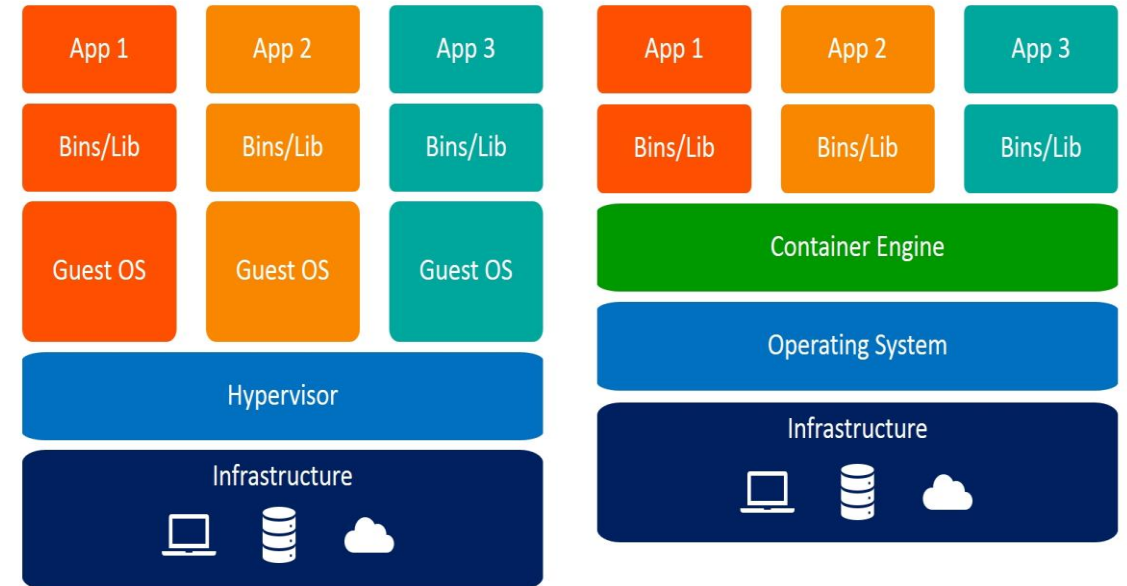 App 1
App 2
App 3
Bins/Lib
Bins/Lib
Bins/Lib
Guest OS
Guest OS
Guest OS
Hypervisor
Infrastructure
App 1
App 2
App 3
Bins/Lib
Bins/Lib
Bins/Lib
Container Engine
Operating System
Infrastructure